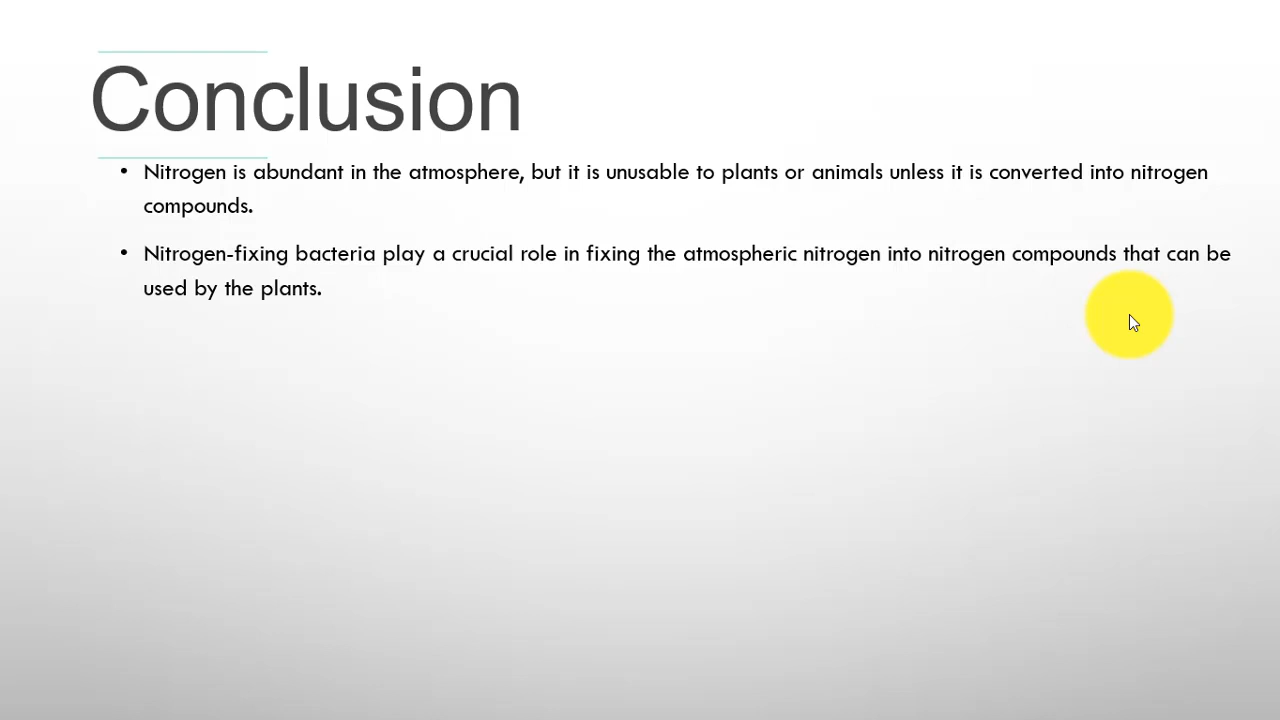 Conclusion
• Nitrogen is abundant in the atmosphere, but it is unusable to plants or animals unless it is converted into nitrogen
compounds.
• Nitrogen-fixing bacteria play a crucial role in fixing the atmospheric nitrogen into nitrogen compounds that can be
used by the plants.